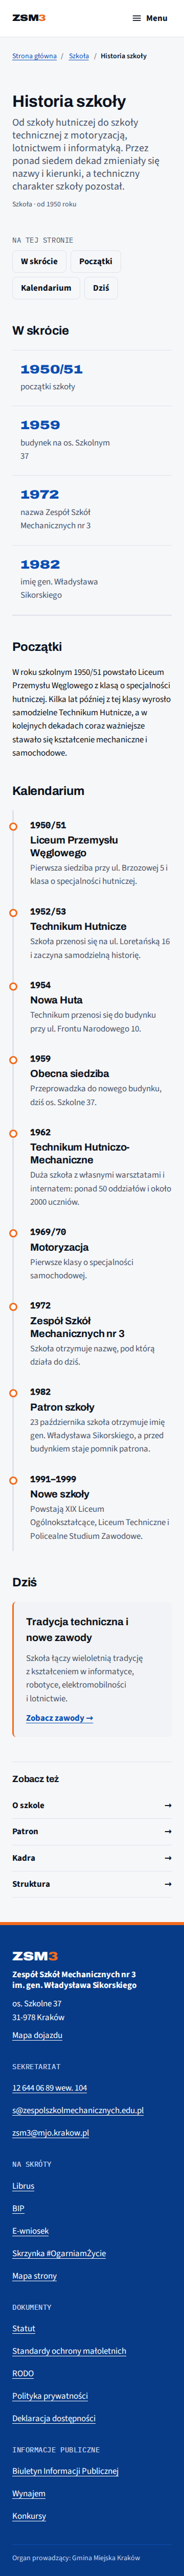 ZSM3
Menu
Strona główna / Szkoła / Historia szkoły
Historia szkoły
Od szkoły hutniczej do szkoły
technicznej z motoryzacją,
lotnictwem i informatyką. Przez
ponad siedem dekad zmieniały się
nazwy i kierunki, a techniczny
charakter szkoły pozostał.
Szkoła · od 1950 roku
NA TEJ STRONIE
W skrócie
Początki
Kalendarium
Dziś
W skrócie
1950/51
początki szkoły
1959
budynek na os. Szkolnym
37
1972
nazwa Zespół Szkół
Mechanicznych nr 3
1982
imię gen. Władysława
Sikorskiego
Początki
W roku szkolnym 1950/51 powstało Liceum
Przemysłu Węglowego z klasą o specjalności
hutniczej. Kilka lat później z tej klasy wyrosło
samodzielne Technikum Hutnicze, a w
kolejnych dekadach coraz ważniejsze
stawało się kształcenie mechaniczne i
samochodowe.
Kalendarium
1950/51
Liceum Przemysłu
Węglowego
Pierwsza siedziba przy ul. Brzozowej 5 i
klasa o specjalności hutniczej.
1952/53
Technikum Hutnicze
Szkoła przenosi się na ul. Loretańską 16
i zaczyna samodzielną historię.
1954
Nowa Huta
Technikum przenosi się do budynku
przy ul. Frontu Narodowego 10.
1959
Obecna siedziba
Przeprowadzka do nowego budynku,
dziś os. Szkolne 37.
1962
Technikum Hutniczo-
Mechaniczne
Duża szkoła z własnymi warsztatami i
internatem: ponad 50 oddziałów i około
2000 uczniów.
1969/70
Motoryzacja
Pierwsze klasy o specjalności
samochodowej.
1972
Zespół Szkół
Mechanicznych nr 3
Szkoła otrzymuje nazwę, pod którą
działa do dziś.
1982
Patron szkoły
23 października szkoła otrzymuje imię
gen. Władysława Sikorskiego, a przed
budynkiem staje pomnik patrona.
1991–1999
Nowe szkoły
Powstają XIX Liceum
Ogólnokształcące, Liceum Techniczne i
Policealne Studium Zawodowe.
Dziś
Tradycja techniczna i
nowe zawody
Szkoła łączy wieloletnią tradycję
z kształceniem w informatyce,
robotyce, elektromobilności
i lotnictwie.
Zobacz zawody →
Zobacz też
O szkole →
Patron →
Kadra →
Struktura →
ZSM3
Zespół Szkół Mechanicznych nr 3
im. gen. Władysława Sikorskiego
os. Szkolne 37
31-978 Kraków
Mapa dojazdu
SEKRETARIAT
12 644 06 89 wew. 104
s@zespolszkolmechanicznych.edu.pl
zsm3@mjo.krakow.pl
NA SKRÓTY
Librus
BIP
E-wniosek
Skrzynka #OgarniamŻycie
Mapa strony
DOKUMENTY
Statut
Standardy ochrony małoletnich
RODO
Polityka prywatności
Deklaracja dostępności
INFORMACJE PUBLICZNE
Biuletyn Informacji Publicznej
Wynajem
Konkursy
Organ prowadzący: Gmina Miejska Kraków